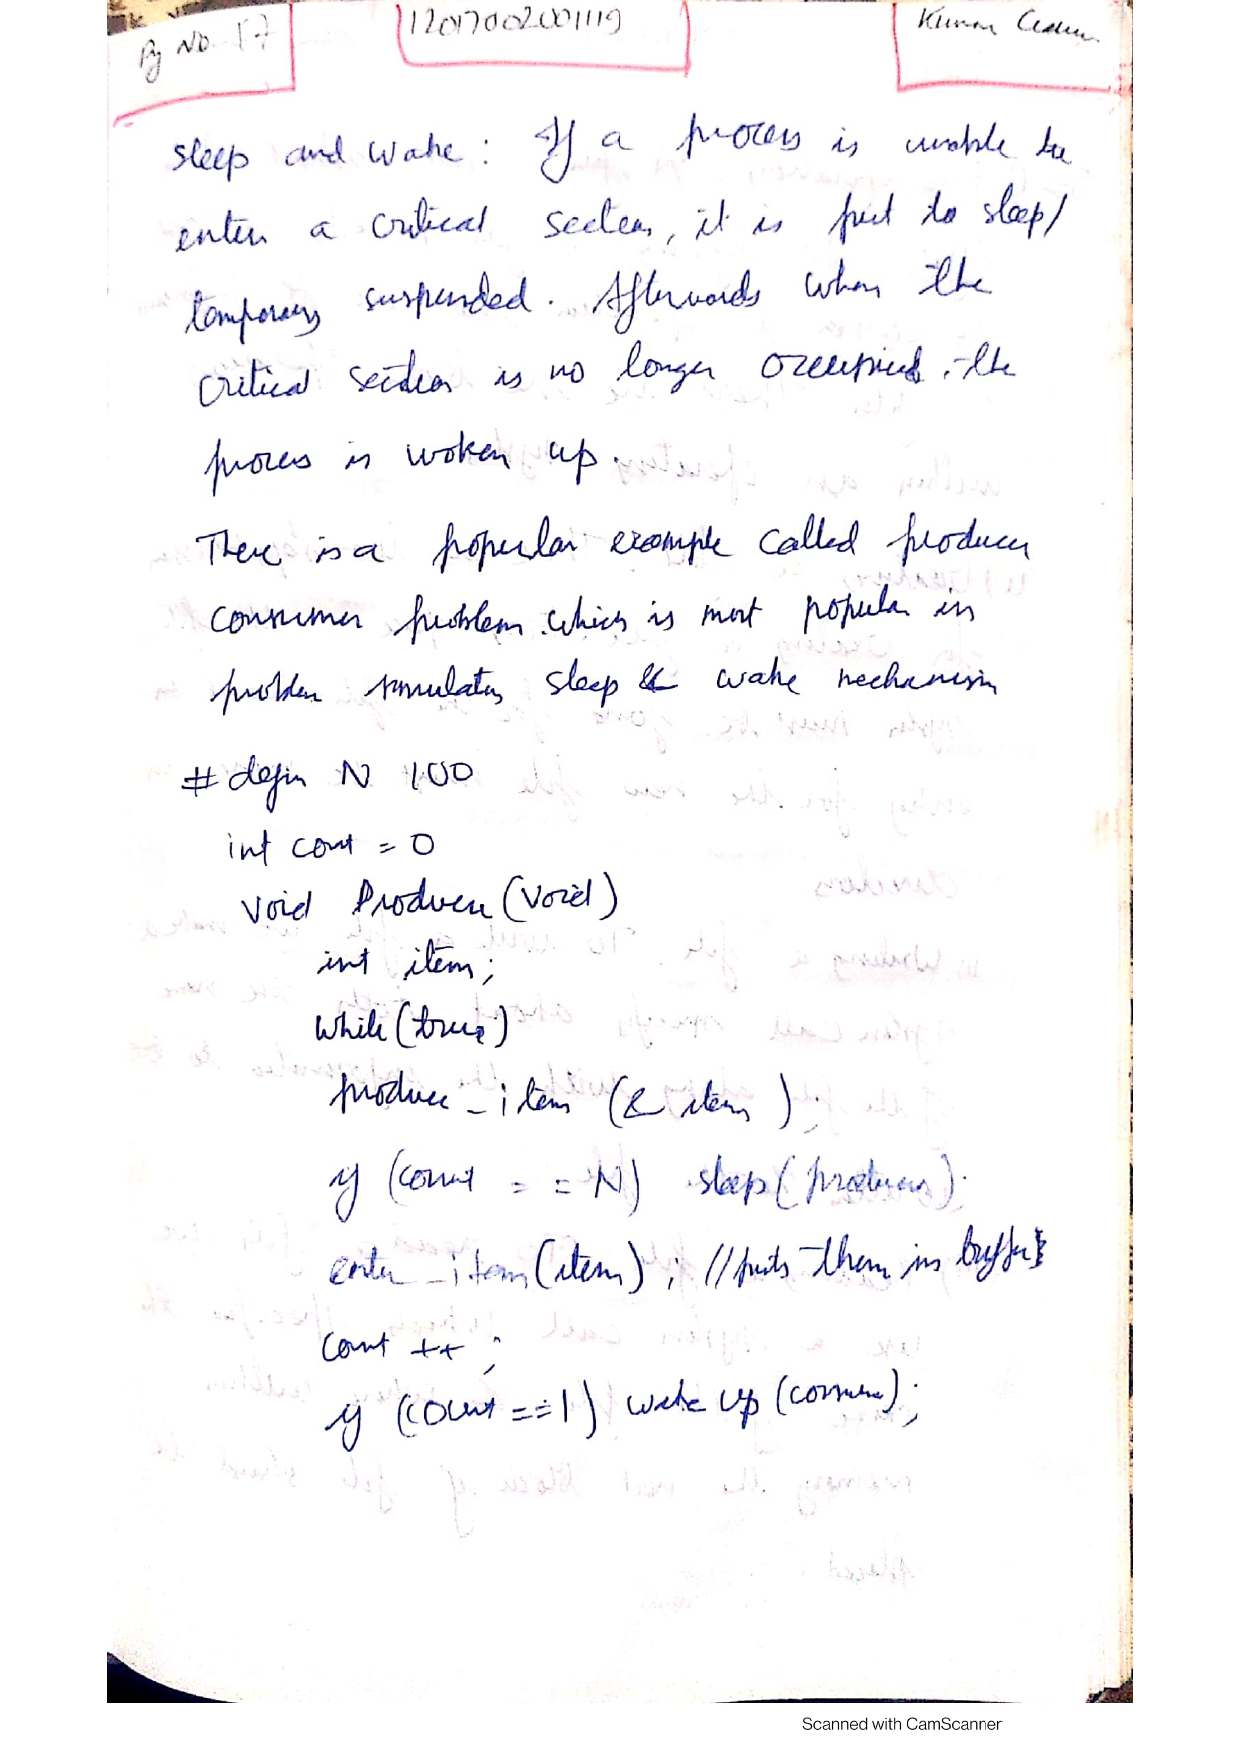 Pg No 17
12017002001119
Kumar
sleep and wake: If a process is unable to
enter a critical section, it is put to sleep/
temporary suspended. Afterwards when the
critical section is no longer occupied, the
process is woken up.
There is a popular example called producer
consumer problem which is most popular in
problem simulates sleep & wake mechanism
# defin N 100
int count = 0
void Producer (void)
int item;
while (true)
produce_item (& item );
if (count = = N) sleep( producer).
enter_item (item) ; // puts them in buffer
count ++ ;
if (count == 1) wake up (consumer);
Scanned with CamScanner